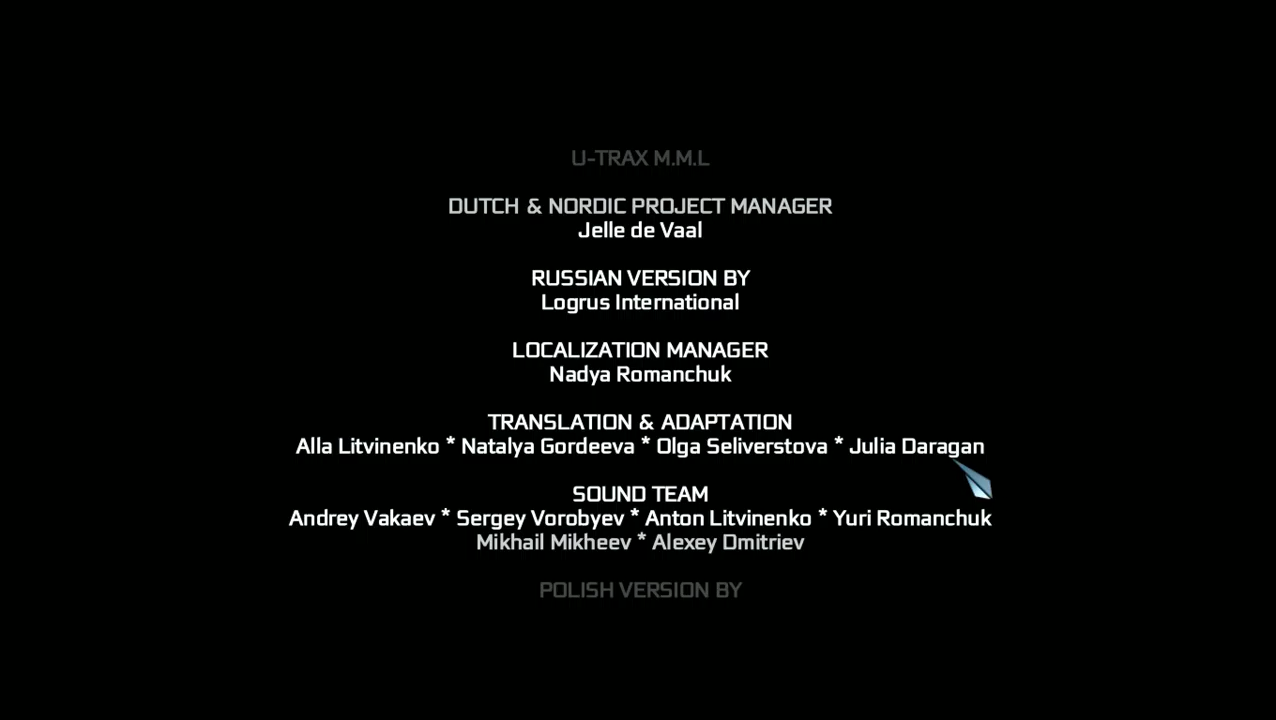 U-TRAX M.M.L
DUTCH & NORDIC PROJECT MANAGER
Jelle de Vaal
RUSSIAN VERSION BY
Logrus International
LOCALIZATION MANAGER
Nadya Romanchuk
TRANSLATION & ADAPTATION
Alla Litvinenko * Natalya Gordeeva * Olga Seliverstova * Julia Daragan
SOUND TEAM
Andrey Vakaev * Sergey Vorobyev * Anton Litvinenko * Yuri Romanchuk
Mikhail Mikheev * Alexey Dmitriev
POLISH VERSION BY